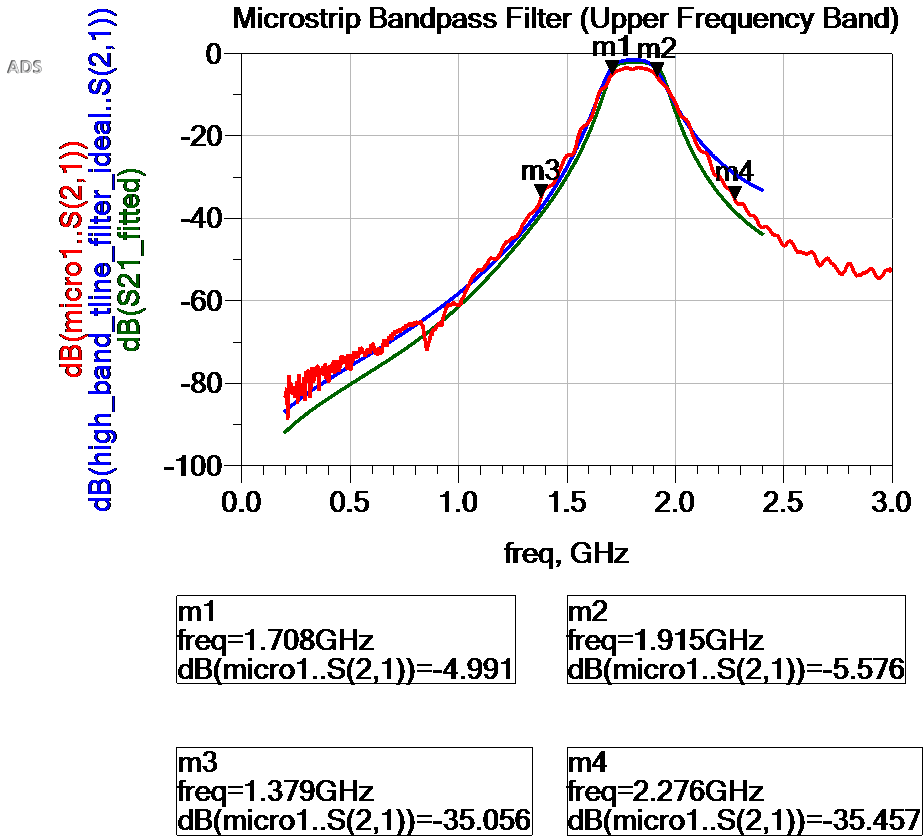 Microstrip Bandpass Filter (Upper Frequency Band)
ADS
dB(micro1..S(2,1))
dB(high_band_tline_filter_ideal..S(2,1))
dB(S21_fitted)
m1 m2
m3
m4
0
-20
-40
-60
-80
-100
0.0 0.5 1.0 1.5 2.0 2.5 3.0
freq, GHz
m1
freq=1.708GHz
dB(micro1..S(2,1))=-4.991
m2
freq=1.915GHz
dB(micro1..S(2,1))=-5.576
m3
freq=1.379GHz
dB(micro1..S(2,1))=-35.056
m4
freq=2.276GHz
dB(micro1..S(2,1))=-35.457